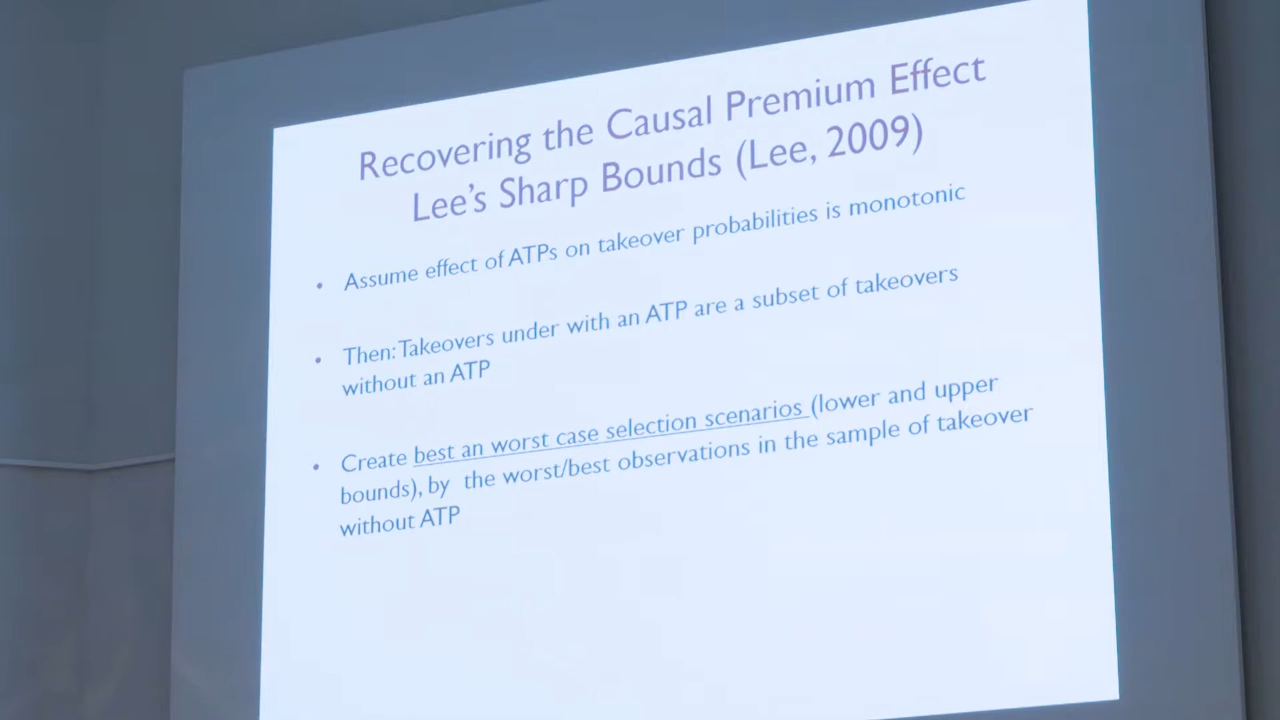 Recovering the Causal Premium Effect
Lee's Sharp Bounds (Lee, 2009)
• Assume effect of ATPs on takeover probabilities is monotonic
• Then: Takeovers under with an ATP are a subset of takeovers
without an ATP
• Create best an worst case selection scenarios (lower and upper
bounds), by the worst/best observations in the sample of takeover
without ATP